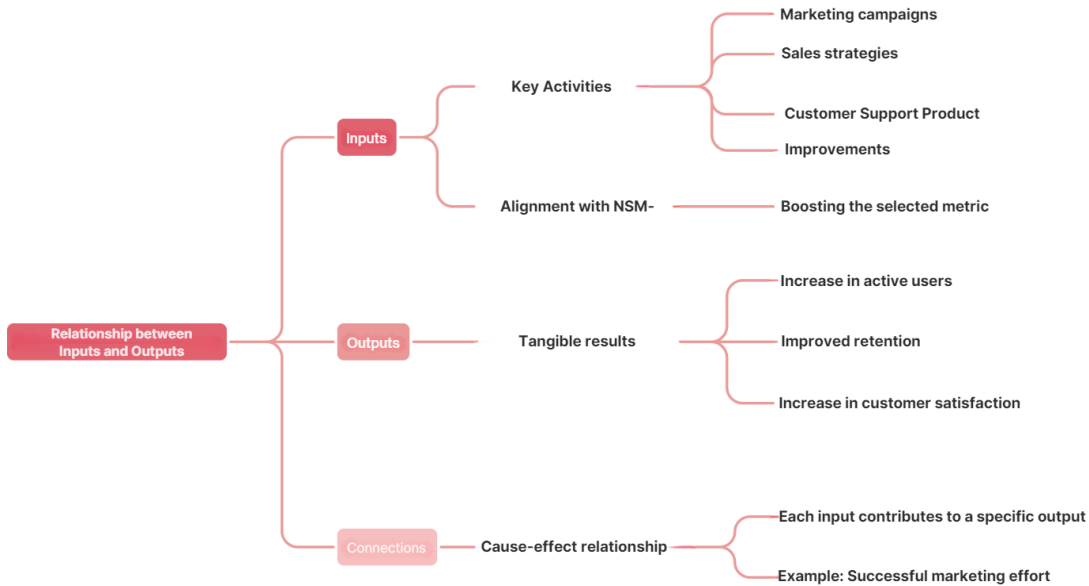 Relationship between
Inputs and Outputs
Inputs
Key Activities
Marketing campaigns
Sales strategies
Customer Support Product
Improvements
Alignment with NSM-
Boosting the selected metric
Outputs
Tangible results
Increase in active users
Improved retention
Increase in customer satisfaction
Connections
Cause-effect relationship
Each input contributes to a specific output
Example: Successful marketing effort